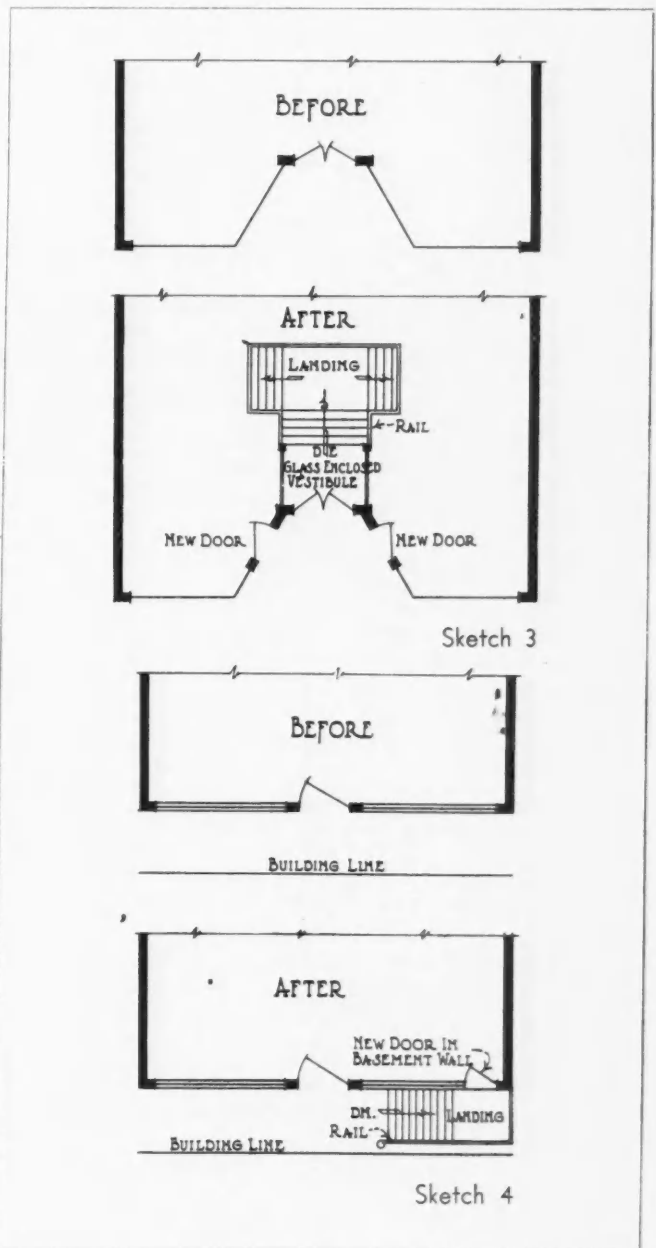 BEFORE
AFTER
LANDING
RAIL
GLASS ENCLOSED
VESTIBULE
NEW DOOR
NEW DOOR
Sketch 3
BEFORE
BUILDING LINE
AFTER
NEW DOOR IN
BASEMENT WALL
DN.
LANDING
RAIL
BUILDING LINE
Sketch 4